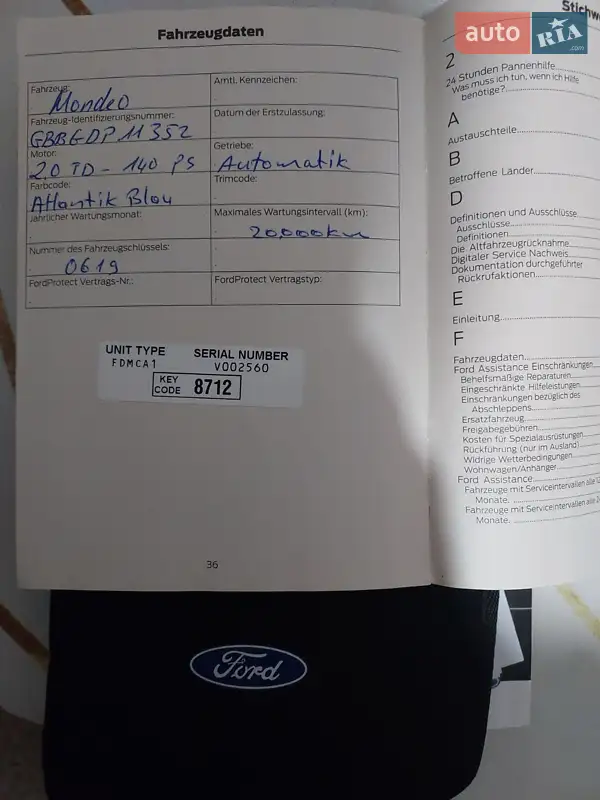 Fahrzeugdaten
Fahrzeug:
Mondeo
Amtl. Kennzeichen:
Fahrzeug-Identifizierungsnummer:
GBBGDP11352
Datum der Erstzulassung:
Motor:
2.0 TD - 140 PS
Getriebe:
Automatik
Farbcode:
Atlantik Blau
Trimcode:
Jährlicher Wartungsmonat:
Maximales Wartungsintervall (km):
20.000 km
Nummer des Fahrzeugschlüssels:
0619
FordProtect Vertrags-Nr.:
FordProtect Vertragstyp:
UNIT TYPE
FDMCA1
SERIAL NUMBER
V002560
KEY CODE 8712
36
Ford
auto RIA .com
2
24 Stunden Pannenhilfe
Was muss ich tun, wenn ich Hilfe
benötige?
A
Austauschteile
B
Betroffene Länder
D
Definitionen und Ausschlüsse
Ausschlüsse
Definitionen
Die Altfahrzeugrücknahme
Digitaler Service Nachweis
Dokumentation durchgeführter
Rückrufaktionen
E
Einleitung
F
Fahrzeugdaten
Ford Assistance Einschränkungen
Behelfsmäßige Reparaturen
Eingeschränkte Hilfeleistungen
Einschränkungen bezüglich des
Abschleppens
Ersatzfahrzeug
Freigabegebühren
Kosten für Spezialausrüstungen
Rückführung (nur im Ausland)
Widrige Wetterbedingungen
Wohnwagen/Anhänger
Ford Assistance
Fahrzeuge mit Serviceintervallen alle
Monate
Fahrzeuge mit Serviceintervallen alle
Monate